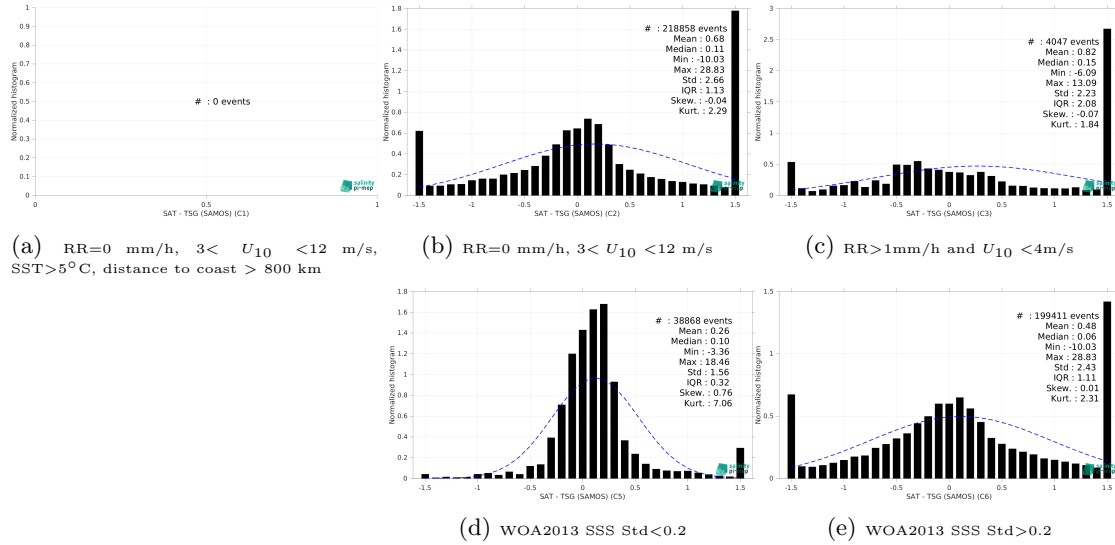 1
0.9
0.8
0.7
0.6
0.5
0.4
0.3
0.2
0.1
0
0
0.5
1
Normalized histogram
# : 0 events
salinity
pi-mep
SAT - TSG (SAMOS) (C1)
(a) RR=0 mm/h, 3< U10 <12 m/s,
SST>5°C, distance to coast > 800 km
1.8
1.6
1.4
1.2
1
0.8
0.6
0.4
0.2
0
-1.5
-1
-0.5
0
0.5
1
1.5
Normalized histogram
# : 218858 events
Mean : 0.68
Median : 0.11
Min : -10.03
Max : 28.83
Std : 2.66
IQR : 1.13
Skew. : -0.04
Kurt. : 2.29
salinity
pi-mep
SAT - TSG (SAMOS) (C2)
(b) RR=0 mm/h, 3< U10 <12 m/s
3
2.5
2
1.5
1
0.5
0
-1.5
-1
-0.5
0
0.5
1
1.5
Normalized histogram
# : 4047 events
Mean : 0.82
Median : 0.15
Min : -6.09
Max : 13.09
Std : 2.23
IQR : 2.08
Skew. : -0.07
Kurt. : 1.84
salinity
pi-mep
SAT - TSG (SAMOS) (C3)
(c) RR>1mm/h and U10 <4m/s
1.8
1.6
1.4
1.2
1
0.8
0.6
0.4
0.2
0
-1.5
-1
-0.5
0
0.5
1
1.5
Normalized histogram
# : 38868 events
Mean : 0.26
Median : 0.10
Min : -3.36
Max : 18.46
Std : 1.56
IQR : 0.32
Skew. : 0.76
Kurt. : 7.06
salinity
pi-mep
SAT - TSG (SAMOS) (C5)
(d) WOA2013 SSS Std<0.2
1.5
1
0.5
0
-1.5
-1
-0.5
0
0.5
1
1.5
Normalized histogram
# : 199411 events
Mean : 0.48
Median : 0.06
Min : -10.03
Max : 28.83
Std : 2.43
IQR : 1.11
Skew. : 0.01
Kurt. : 2.31
salinity
pi-mep
SAT - TSG (SAMOS) (C6)
(e) WOA2013 SSS Std>0.2